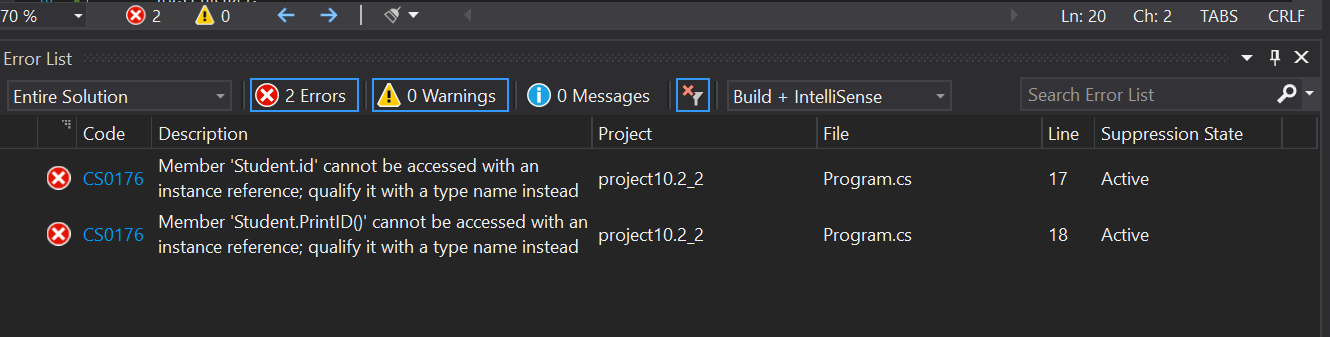 70 %
2
0
Ln: 20
Ch: 2
TABS
CRLF
Error List
Entire Solution
2 Errors
0 Warnings
0 Messages
Build + IntelliSense
Search Error List
Code
Description
Project
File
Line
Suppression State
CS0176
Member 'Student.id' cannot be accessed with an
instance reference; qualify it with a type name instead
project10.2_2
Program.cs
17
Active
CS0176
Member 'Student.PrintID()' cannot be accessed with an
instance reference; qualify it with a type name instead
project10.2_2
Program.cs
18
Active